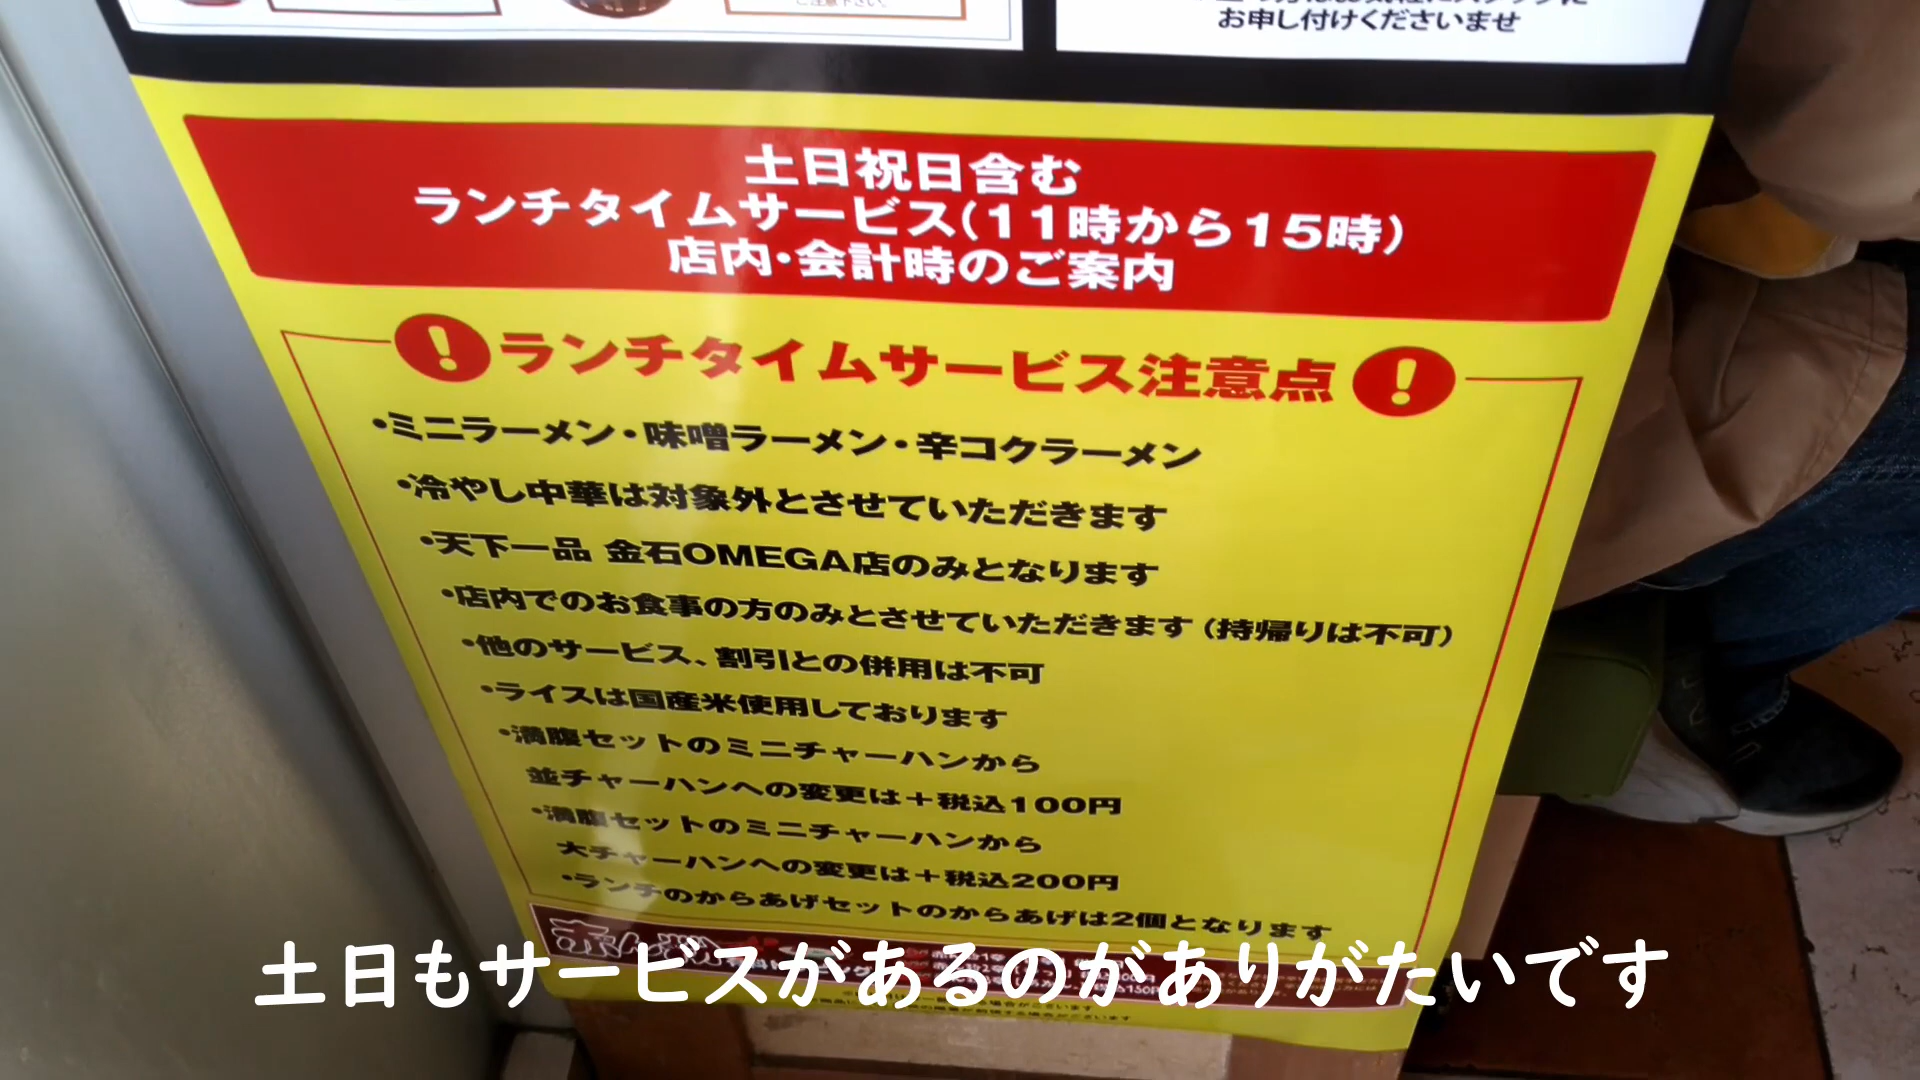 ご注意下さい。
お申し付けくださいませ
土日祝日含む
ランチタイムサービス(11時から15時)
店内・会計時のご案内
ランチタイムサービス注意点
・ミニラーメン・味噌ラーメン・辛コクラーメン
・冷やし中華は対象外とさせていただきます
・天下一品 金石OMEGA店のみとなります
・店内でのお食事の方のみとさせていただきます(持帰りは不可)
・他のサービス、割引との併用は不可
・ライスは国産米使用しております
・満腹セットのミニチャーハンから
並チャーハンへの変更は+税込100円
・満腹セットのミニチャーハンから
大チャーハンへの変更は+税込200円
・ランチのからあげセットのからあげは2個となります
土日もサービスがあるのがありがたいです